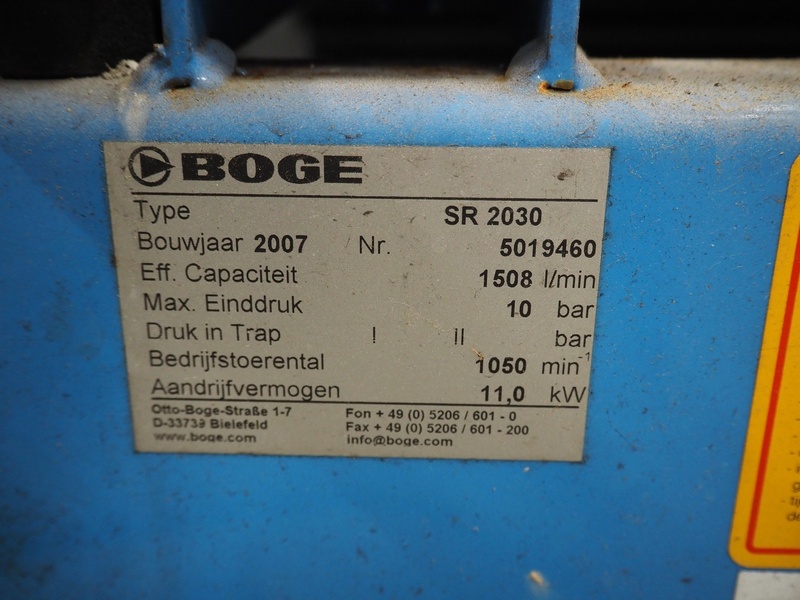 BOGE
Type SR 2030
Bouwjaar 2007 Nr. 5019460
Eff. Capaciteit 1508 l/min
Max. Einddruk 10 bar
Druk in Trap I II bar
Bedrijfstoerental 1050 min-1
Aandrijfvermogen 11,0 kW
Otto-Boge-Straße 1-7 Fon + 49 (0) 5206 / 601 - 0
D-33739 Bielefeld Fax + 49 (0) 5206 / 601 - 200
www.boge.com info@boge.com